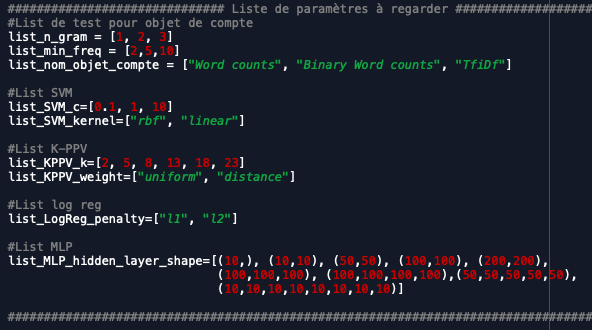 ############################## Liste de paramètres à regarder ####################
#List de test pour objet de compte
list_n_gram = [1, 2, 3]
list_min_freq = [2,5,10]
list_nom_objet_compte = ["Word counts", "Binary Word counts", "TfiDf"]
#List SVM
list_SVM_c=[0.1, 1, 10]
list_SVM_kernel=["rbf", "linear"]
#List K-PPV
list_KPPV_k=[2, 5, 8, 13, 18, 23]
list_KPPV_weight=["uniform", "distance"]
#List log reg
list_LogReg_penalty=["l1", "l2"]
#List MLP
list_MLP_hidden_layer_shape=[(10,), (10,10), (50,50), (100,100), (200,200),
(100,100,100), (100,100,100,100),(50,50,50,50,50),
(10,10,10,10,10,10,10,10)]
#################################################################################